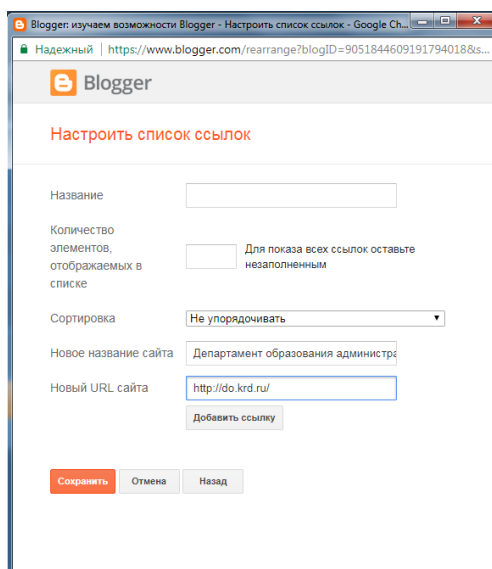 Blogger: изучаем возможности Blogger - Настроить список ссылок - Google Ch...
Надежный | https://www.blogger.com/rearrange?blogID=9051844609191794018&s...
Blogger
Настроить список ссылок
Название
Количество
элементов,
отображаемых в
списке
Для показа всех ссылок оставьте
незаполненным
Сортировка
Не упорядочивать
Новое название сайта
Департамент образования администра
Новый URL сайта
http://do.krd.ru/
Добавить ссылку
Сохранить
Отмена
Назад